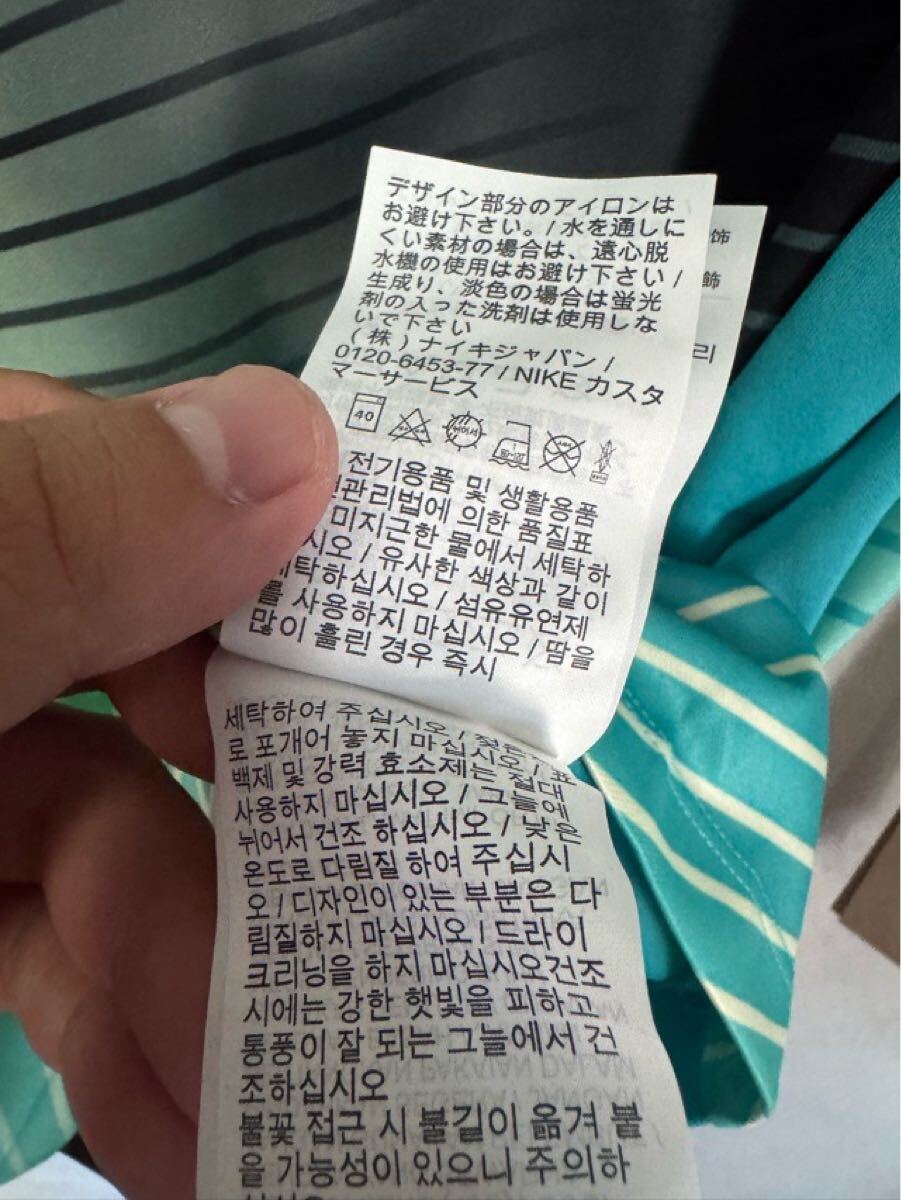 デザイン部分のアイロンは
お避け下さい。/ 水を通しに
くい素材の場合は、遠心脱
水機の使用はお避け下さい /
生成り、淡色の場合は蛍光
剤の入った洗剤は使用しな
いで下さい
(株) ナイキジャパン /
0120-6453-77 / NIKE カスタ
マーサービス
饰
飾
리
40
뉘어서
전기용품 및 생활용품
관리법에 의한 품질표
미지근한 물에서 세탁하
시오 / 유사한 색상과 같이
세탁하십시오 / 섬유유연제
를 사용하지 마십시오 / 땀을
많이 흘린 경우 즉시
세탁하여 주십시오 / 젖은
로 포개어 놓지 마십시오 / 표
백제 및 강력 효소제는 절대
사용하지 마십시오 / 그늘에
뉘어서 건조 하십시오 / 낮은
온도로 다림질 하여 주십시
오 / 디자인이 있는 부분은 다
림질하지 마십시오 / 드라이
크리닝을 하지 마십시오건조
시에는 강한 햇빛을 피하고
통풍이 잘 되는 그늘에서 건
조하십시오
불꽃 접근 시 불길이 옮겨 붙
을 가능성이 있으니 주의하